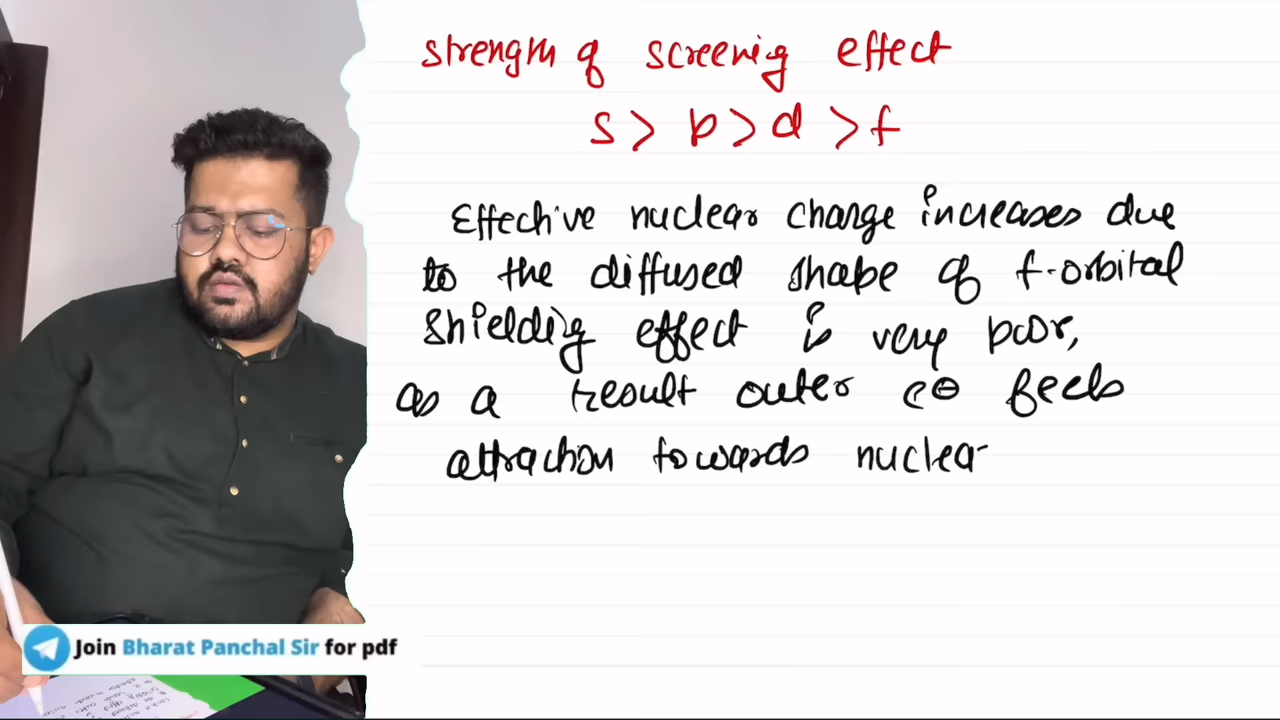 strength of screening effect
s > p > d > f
Effective nuclear charge increases due
to the diffused shape of f-orbital
shielding effect is very poor,
as a result outer e⊖ feels
attraction towards nuclear
Join Bharat Panchal Sir for pdf